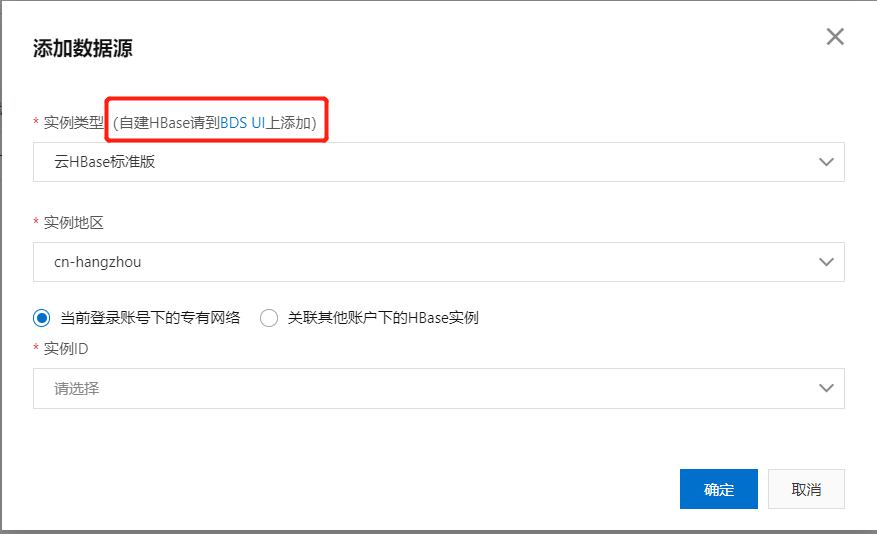 添加数据源
* 实例类型 (自建HBase请到BDS UI上添加)
云HBase标准版
* 实例地区
cn-hangzhou
当前登录账号下的专有网络 关联其他账户下的HBase实例
* 实例ID
请选择
确定 取消